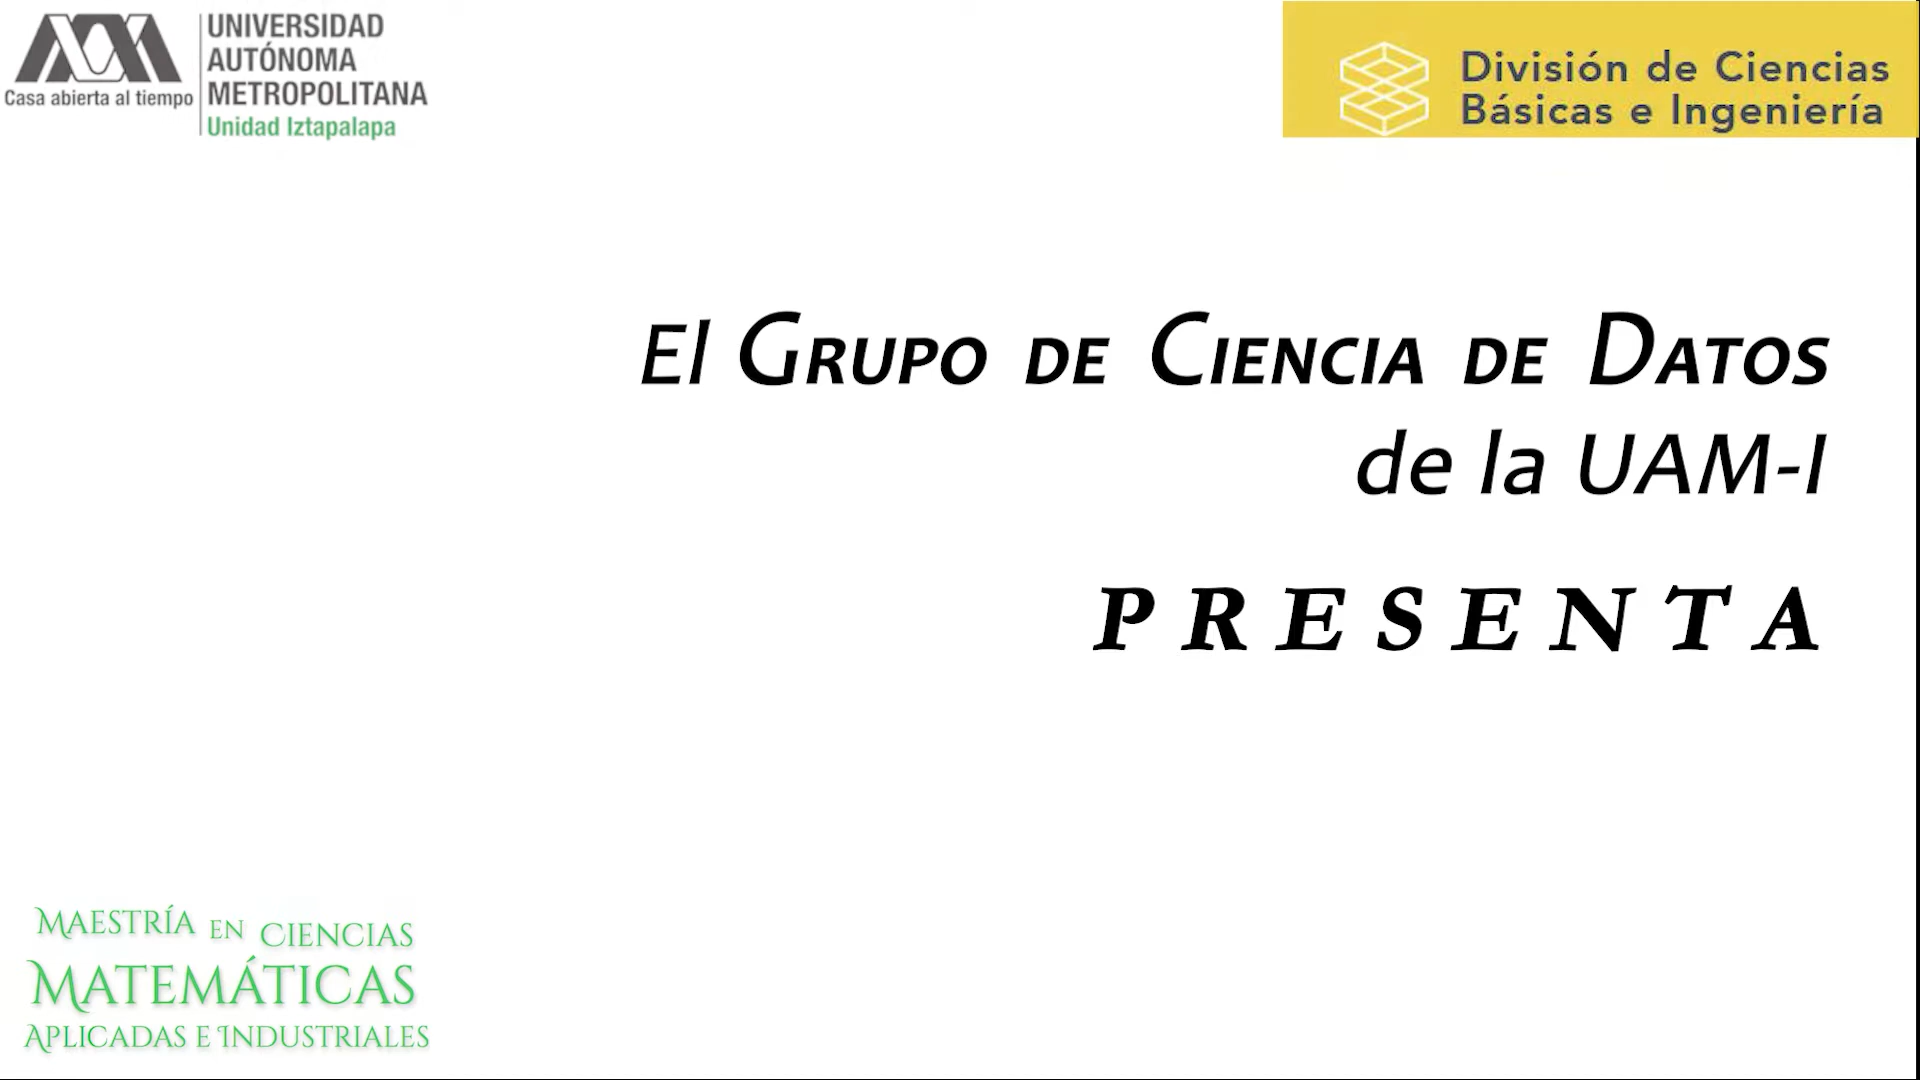 UNIVERSIDAD
AUTÓNOMA
METROPOLITANA
Casa abierta al tiempo
Unidad Iztapalapa
División de Ciencias
Básicas e Ingeniería
El GRUPO DE CIENCIA DE DATOS
de la UAM-I
PRESENTA
MAESTRÍA EN CIENCIAS
MATEMÁTICAS
APLICADAS E INDUSTRIALES